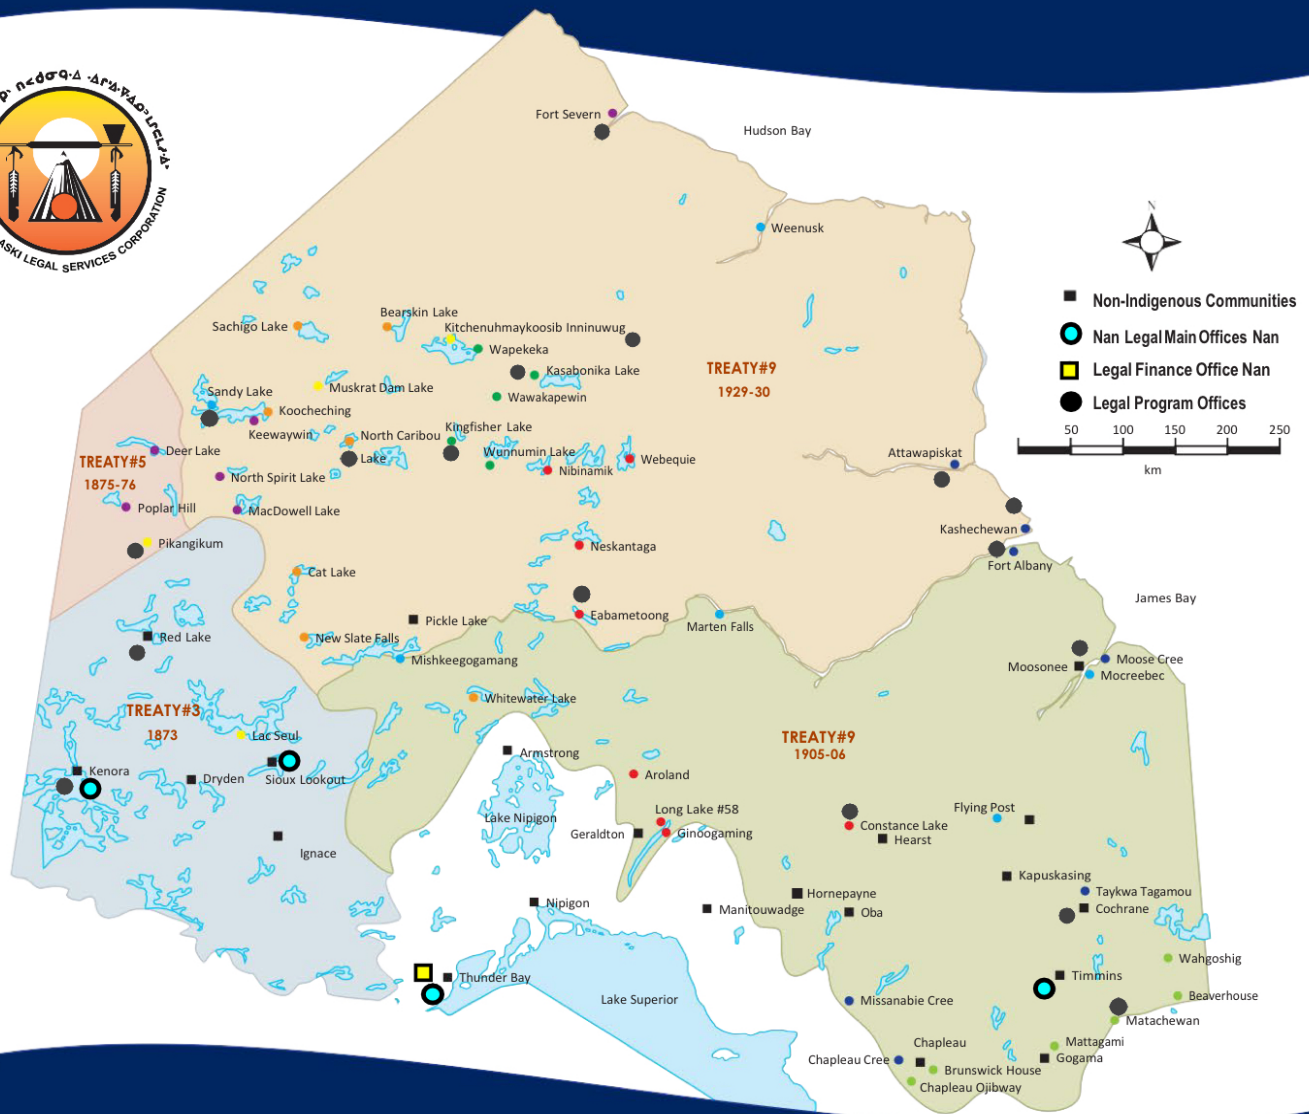 ASKI LEGAL SERVICES CORPORATION
Fort Severn
Hudson Bay
Weenusk
N
Non-Indigenous Communities
Nan Legal Main Offices Nan
Legal Finance Office Nan
Legal Program Offices
50 100 150 200 250
km
Bearskin Lake
Sachigo Lake
Kitchenuhmaykoosib Inninuwug
Wapekeka
Kasabonika Lake
TREATY#9
1929-30
Muskrat Dam Lake
Sandy Lake
Wawakapewin
Koocheching
Keewaywin
North Caribou
Lake
Kingfisher Lake
Wunnumin Lake
Nibinamik
Webequie
Attawapiskat
Deer Lake
TREATY#5
1875-76
North Spirit Lake
Poplar Hill
MacDowell Lake
Kashechewan
Pikangikum
Neskantaga
Fort Albany
Cat Lake
James Bay
Eabametoong
Pickle Lake
Marten Falls
Red Lake
New Slate Falls
Mishkeegogamang
Moose Cree
Moosonee
Mocreebec
Whitewater Lake
TREATY#3
1873
Lac Seul
TREATY#9
1905-06
Armstrong
Kenora
Dryden
Sioux Lookout
Aroland
Long Lake #58
Flying Post
Lake Nipigon
Geraldton
Ginoogaming
Constance Lake
Hearst
Ignace
Kapuskasing
Hornepayne
Taykwa Tagamou
Nipigon
Manitouwadge
Oba
Cochrane
Wahgoshig
Thunder Bay
Timmins
Lake Superior
Missanabie Cree
Beaverhouse
Matachewan
Chapleau
Mattagami
Chapleau Cree
Gogama
Brunswick House
Chapleau Ojibway